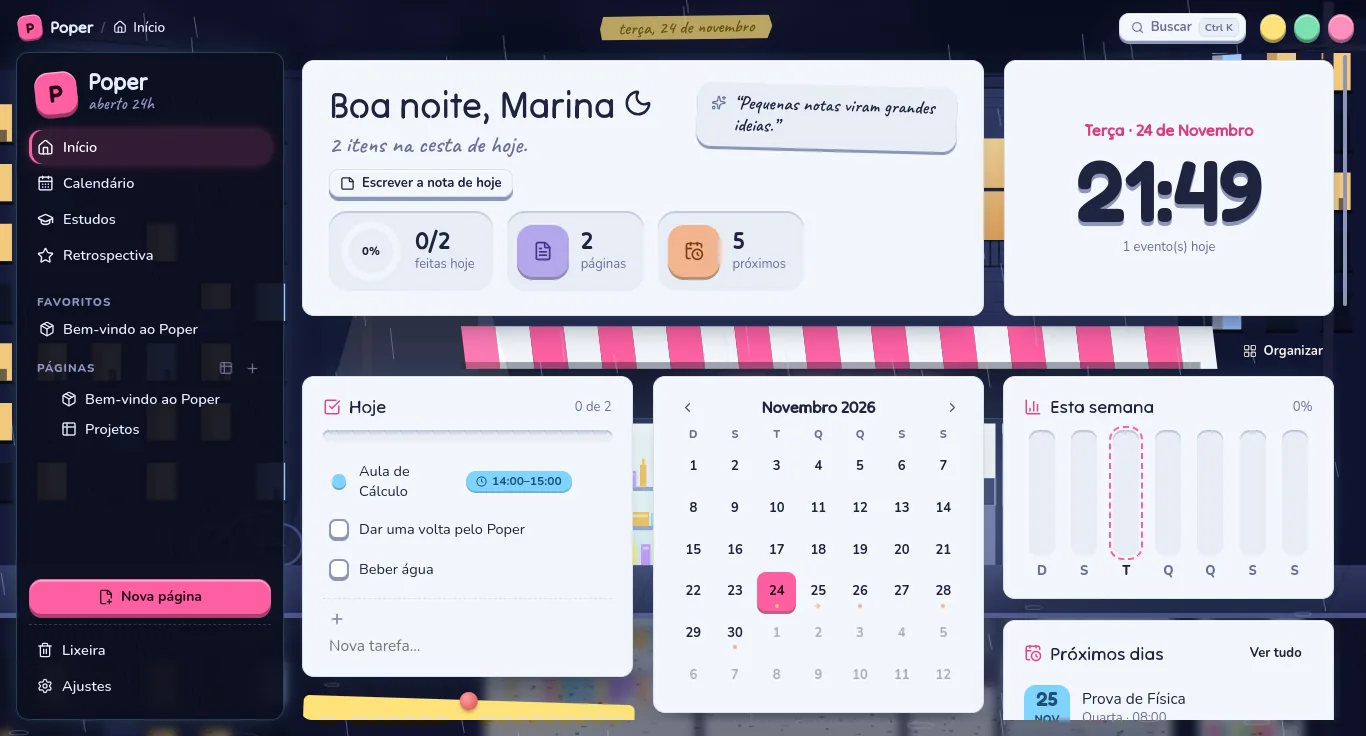 P Poper / Início
terça, 24 de novembro
Buscar Ctrl K
P Poper
aberto 24h
Início
Calendário
Estudos
Retrospectiva
FAVORITOS
Bem-vindo ao Poper
PÁGINAS
Bem-vindo ao Poper
Projetos
Nova página
Lixeira
Ajustes
Boa noite, Marina
2 itens na cesta de hoje.
“Pequenas notas viram grandes
ideias.”
Escrever a nota de hoje
0%
0/2
feitas hoje
2
páginas
5
próximos
Terça · 24 de Novembro
21:49
1 evento(s) hoje
Organizar
Hoje 0 de 2
Aula de
Cálculo
14:00–15:00
Dar uma volta pelo Poper
Beber água
Nova tarefa...
Novembro 2026
D S T Q Q S S
1 2 3 4 5 6 7
8 9 10 11 12 13 14
15 16 17 18 19 20 21
22 23 24 25 26 27 28
29 30 1 2 3 4 5
6 7 8 9 10 11 12
Esta semana 0%
D S T Q Q S S
Próximos dias Ver tudo
25
NOV
Prova de Física
Quarta · 08:00